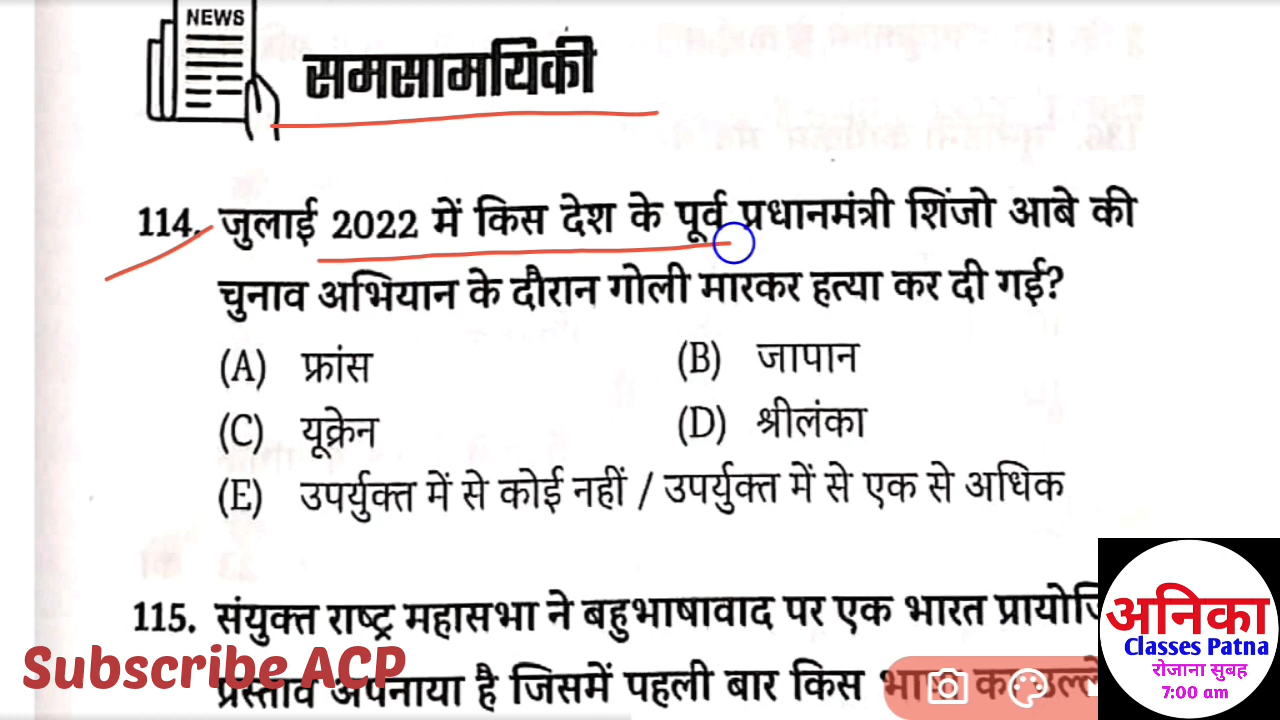 NEWS
समसामयिकी
114. जुलाई 2022 में किस देश के पूर्व प्रधानमंत्री शिंजो आबे की
चुनाव अभियान के दौरान गोली मारकर हत्या कर दी गई?
(A) फ्रांस (B) जापान
(C) यूक्रेन (D) श्रीलंका
(E) उपर्युक्त में से कोई नहीं / उपर्युक्त में से एक से अधिक
115. संयुक्त राष्ट्र महासभा ने बहुभाषावाद पर एक भारत
प्रस्ताव अपनाया है जिसमें पहली बार किस
Subscribe ACP
अनिका
Classes Patna
रोजाना सुबह
7:00 am